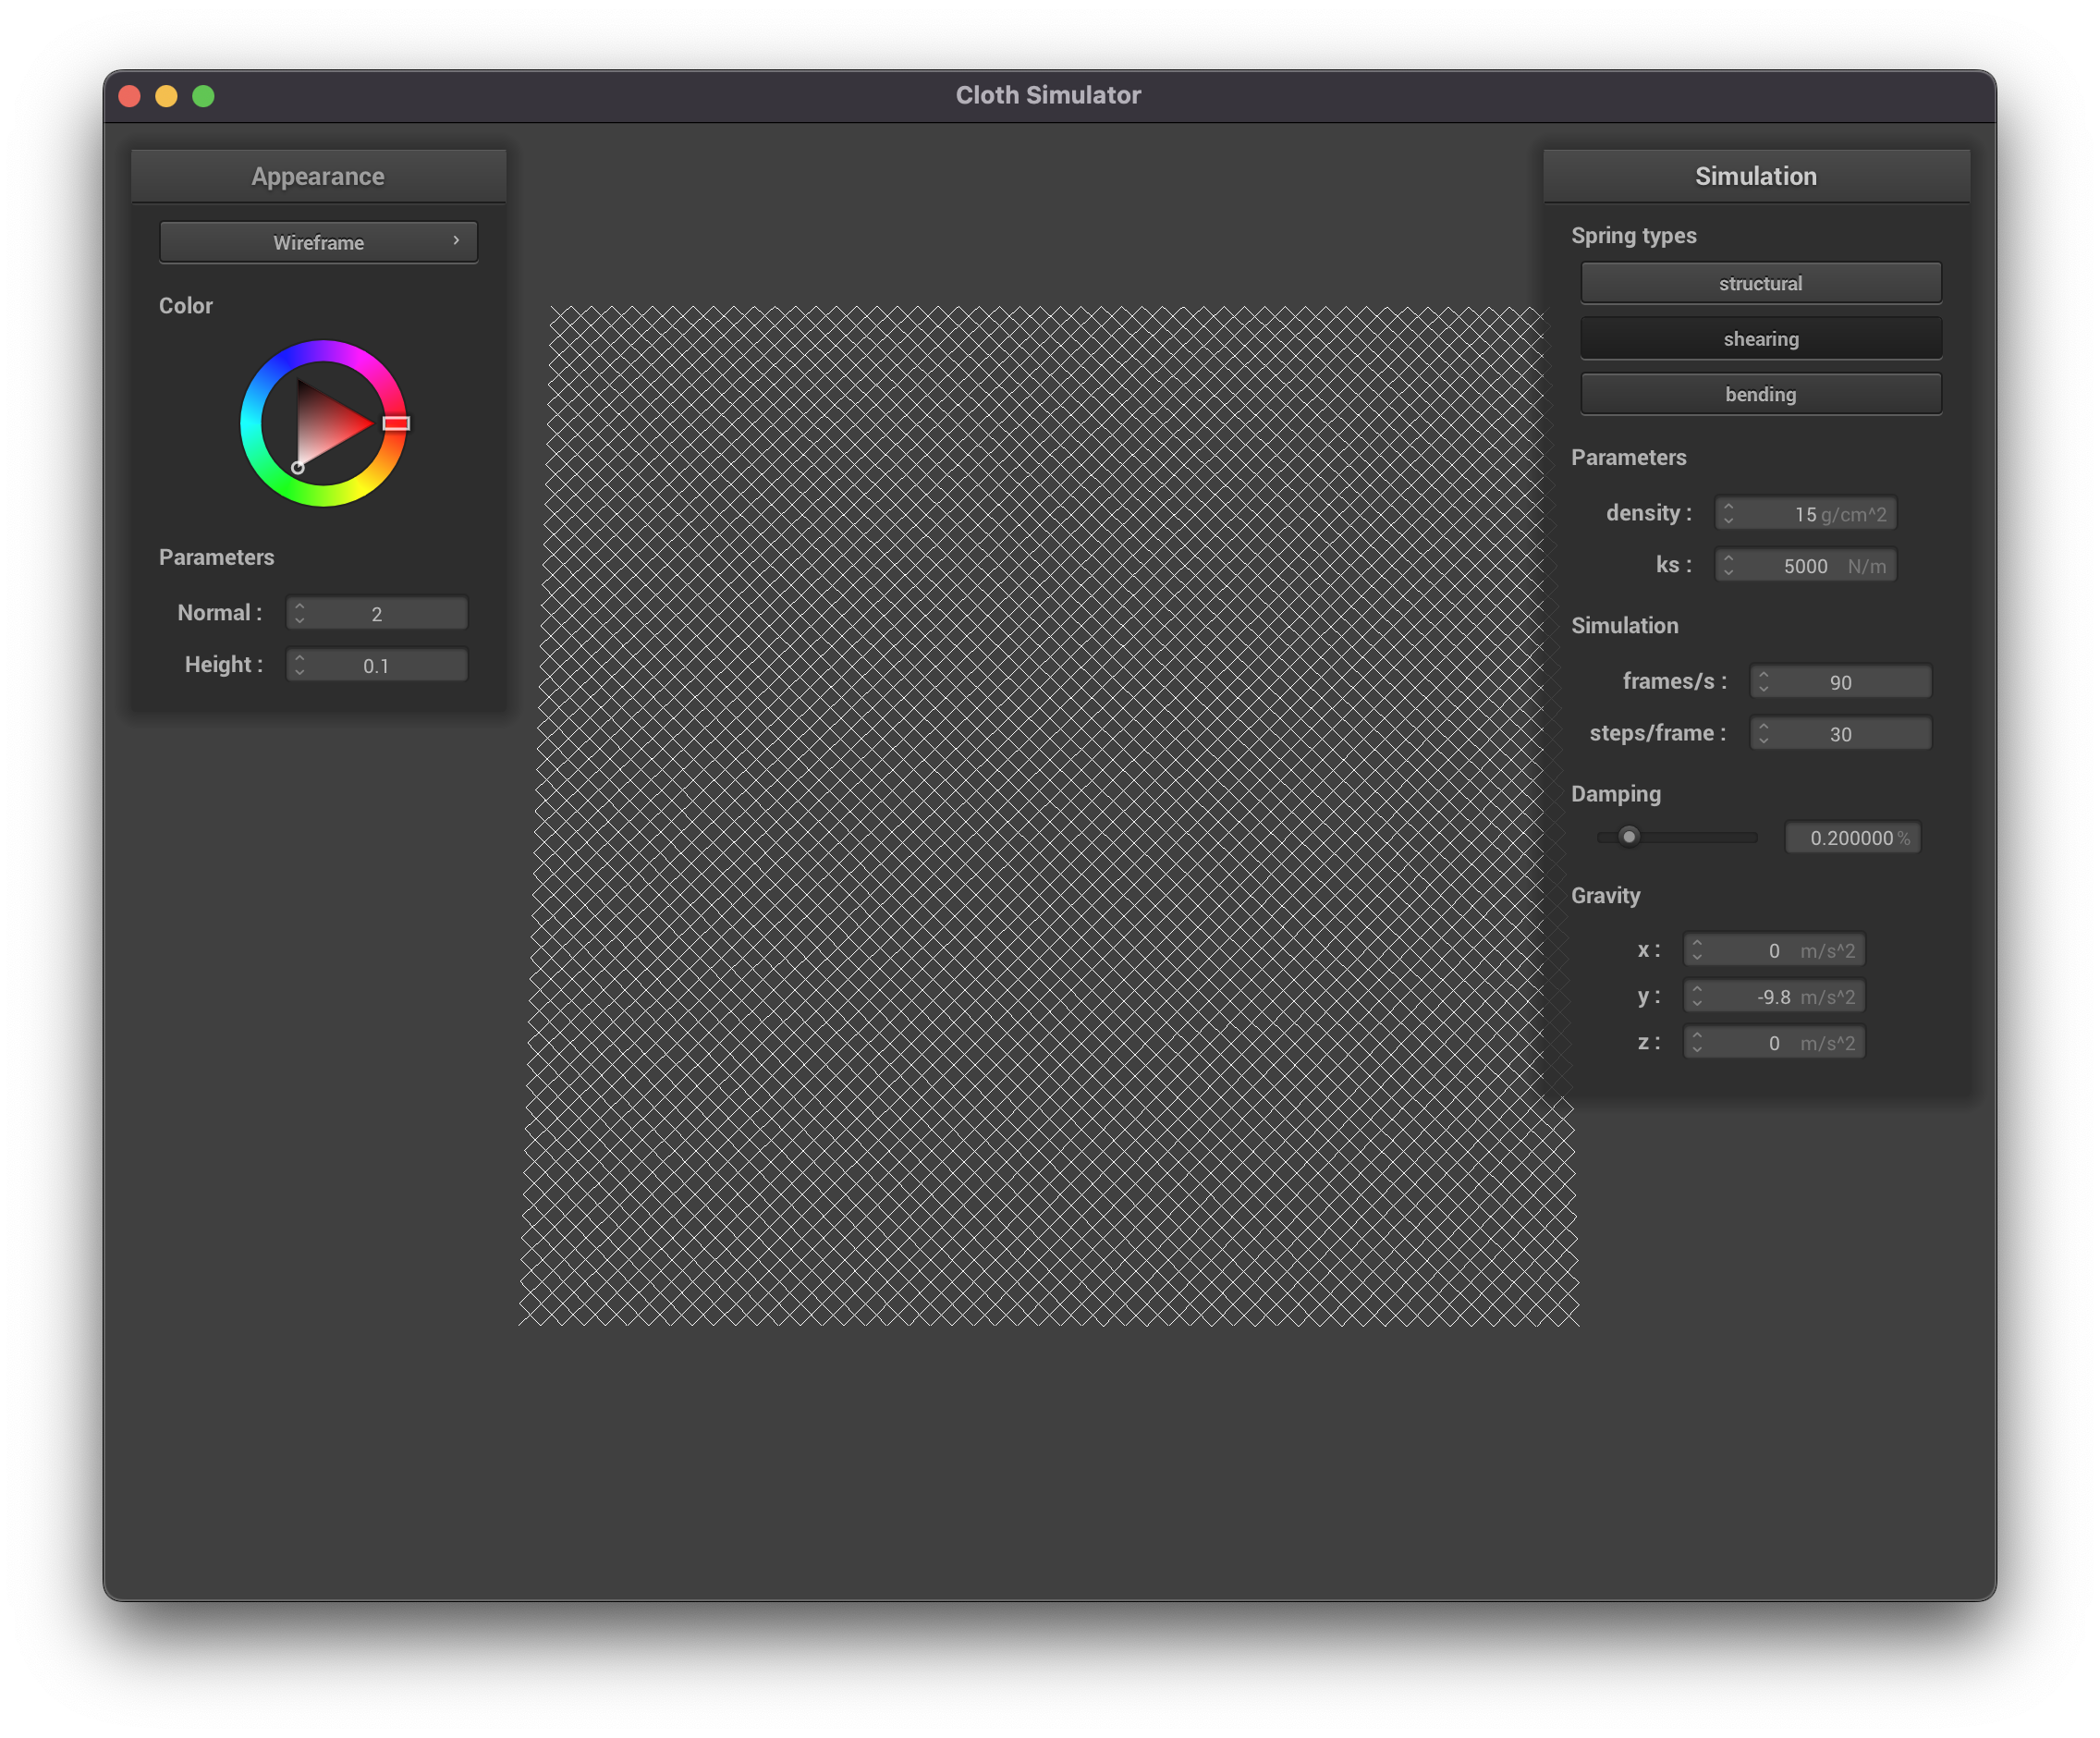 Cloth Simulator
Appearance
Wireframe
Color
Parameters
Normal : 2
Height : 0.1
Simulation
Spring types
structural
shearing
bending
Parameters
density : 15 g/cm^2
ks : 5000 N/m
Simulation
frames/s : 90
steps/frame : 30
Damping
0.200000 %
Gravity
x : 0 m/s^2
y : -9.8 m/s^2
z : 0 m/s^2